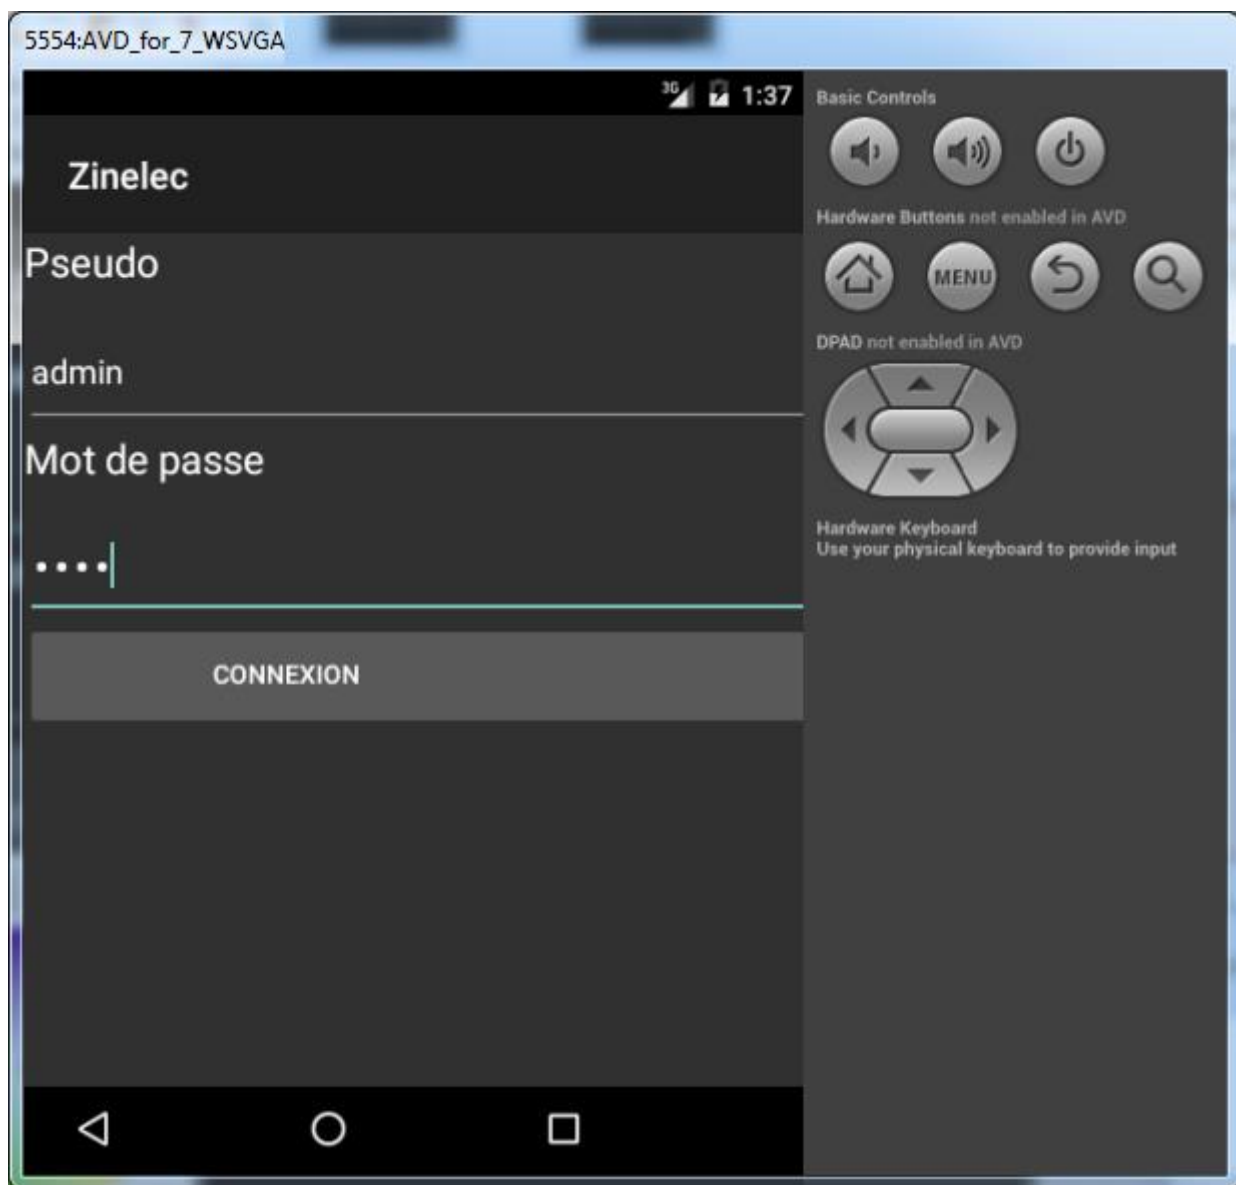 5554:AVD_for_7_WSVGA
3G 1:37
Zinelec
Pseudo
admin
Mot de passe
••••
CONNEXION
Basic Controls
Hardware Buttons not enabled in AVD
MENU
DPAD not enabled in AVD
Hardware Keyboard
Use your physical keyboard to provide input